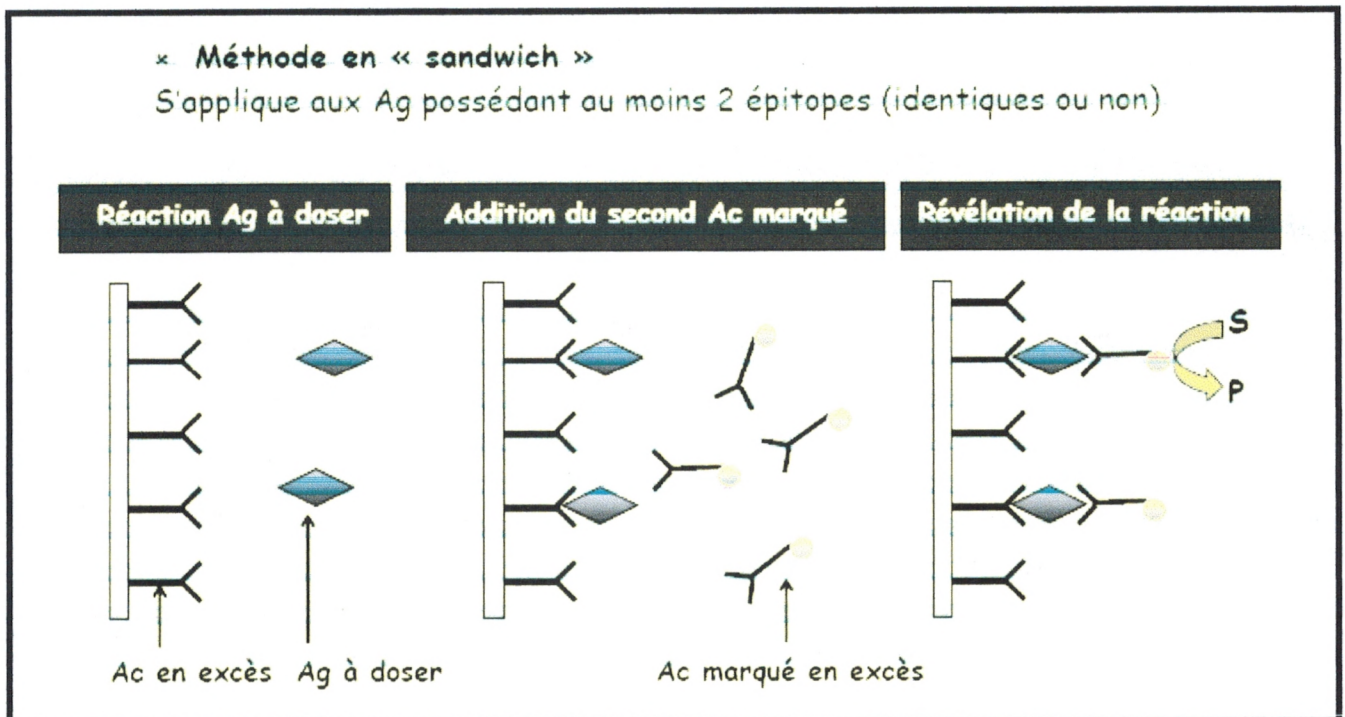 × Méthode en « sandwich »
S'applique aux Ag possédant au moins 2 épitopes (identiques ou non)
Réaction Ag à doser
Addition du second Ac marqué
Révélation de la réaction
S
P
Ac en excès
Ag à doser
Ac marqué en excès